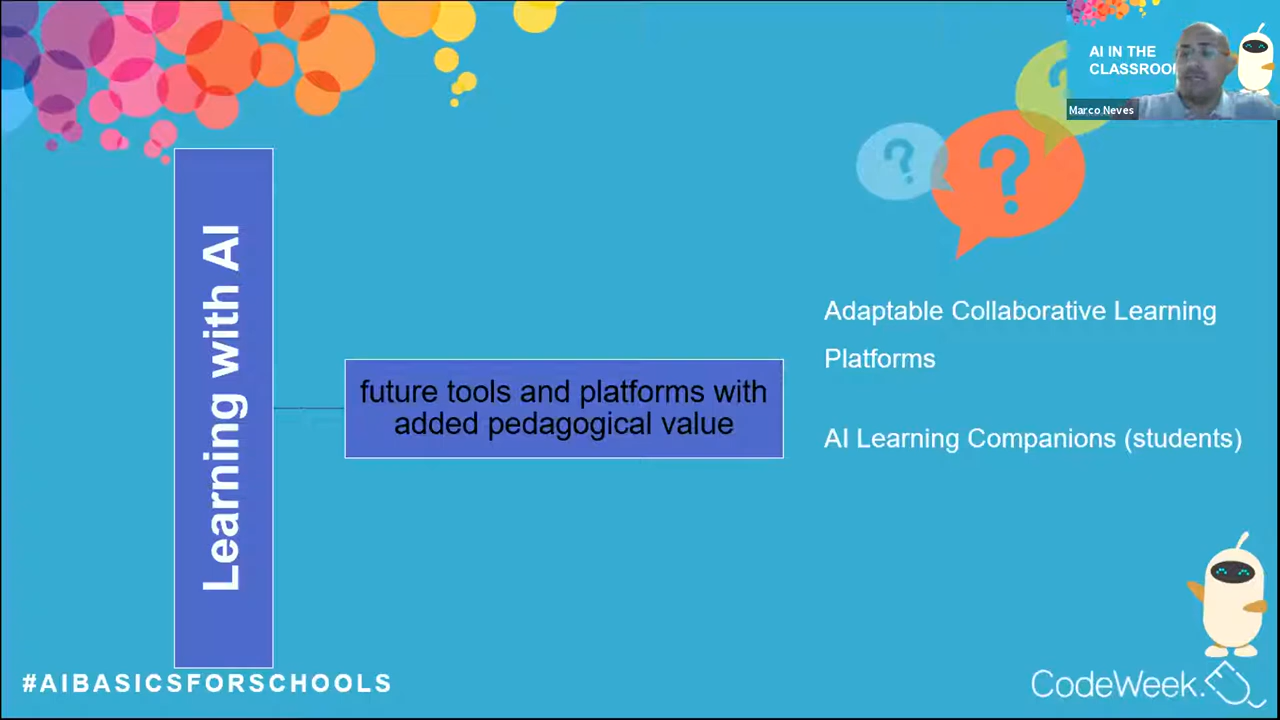 AI IN THE
CLASSROO
Marco Neves
Learning with AI
future tools and platforms with
added pedagogical value
? ? ?
Adaptable Collaborative Learning
Platforms
AI Learning Companions (students)
#AIBASICSFORSCHOOLS
CodeWeek.EU